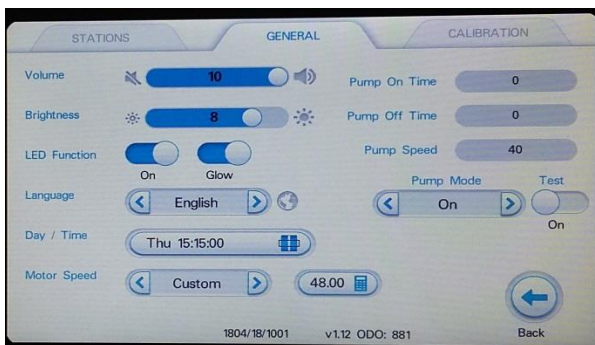 STATIONS GENERAL CALIBRATION
Volume 10 Pump On Time 0
Brightness 8 Pump Off Time 0
LED Function On Glow Pump Speed 40
Pump Mode Test
Language English On On
Day / Time Thu 15:15:00
Motor Speed Custom 48.00
1804/18/1001 v1.12 ODO: 881 Back